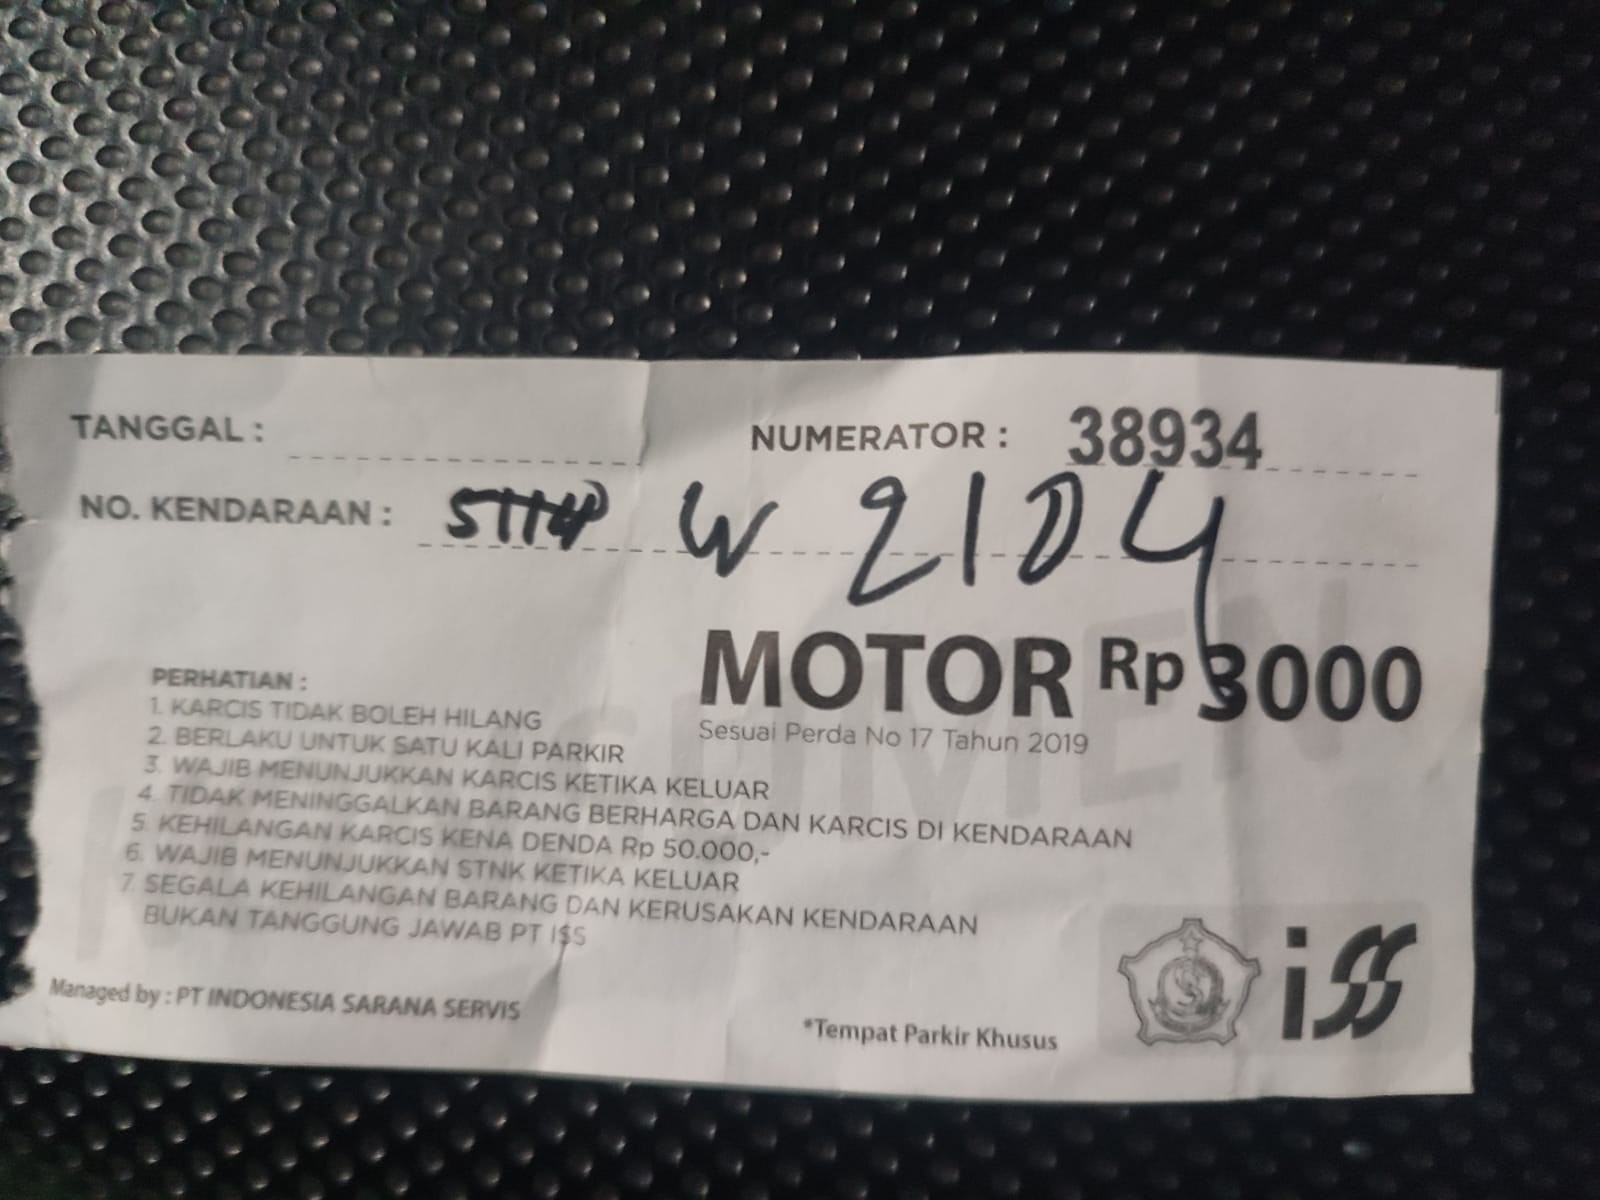 TANGGAL :
NUMERATOR : 38934
NO. KENDARAAN : W 2104
MOTOR Rp 3000
Sesuai Perda No 17 Tahun 2019
PERHATIAN :
1. KARCIS TIDAK BOLEH HILANG
2. BERLAKU UNTUK SATU KALI PARKIR
3. WAJIB MENUNJUKKAN KARCIS KETIKA KELUAR
4. TIDAK MENINGGALKAN BARANG BERHARGA DAN KARCIS DI KENDARAAN
5. KEHILANGAN KARCIS KENA DENDA Rp 50.000,-
6. WAJIB MENUNJUKKAN STNK KETIKA KELUAR
7. SEGALA KEHILANGAN BARANG DAN KERUSAKAN KENDARAAN
BUKAN TANGGUNG JAWAB PT ISS
Managed by : PT INDONESIA SARANA SERVIS
*Tempat Parkir Khusus
iss